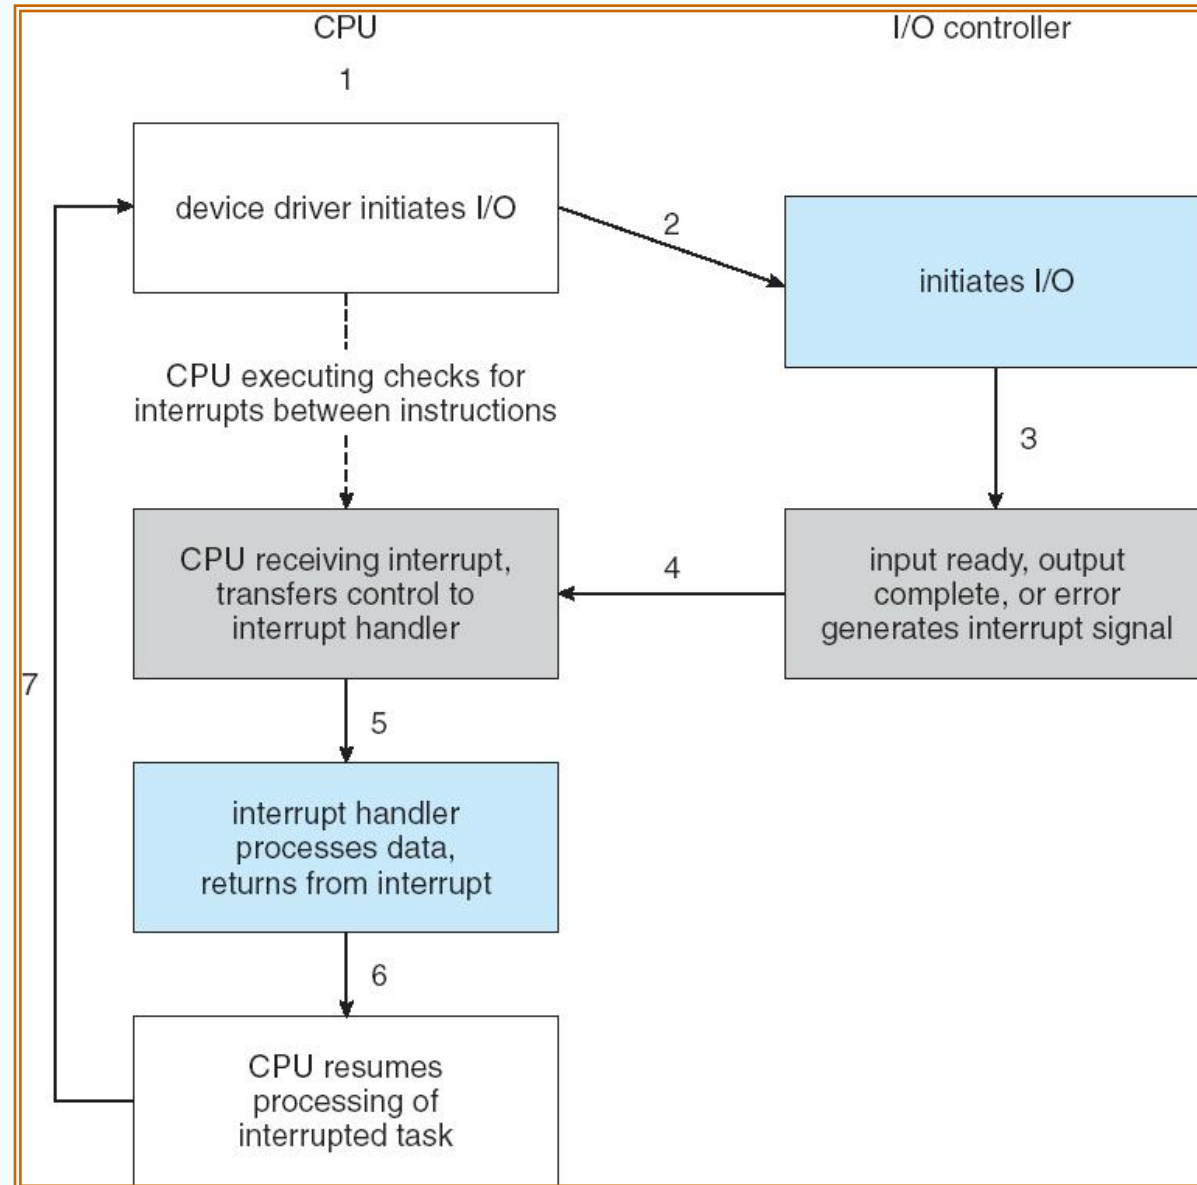 CPU
I/O controller
1
device driver initiates I/O
2
initiates I/O
CPU executing checks for
interrupts between instructions
3
CPU receiving interrupt,
transfers control to
interrupt handler
4
input ready, output
complete, or error
generates interrupt signal
7
5
interrupt handler
processes data,
returns from interrupt
6
CPU resumes
processing of
interrupted task